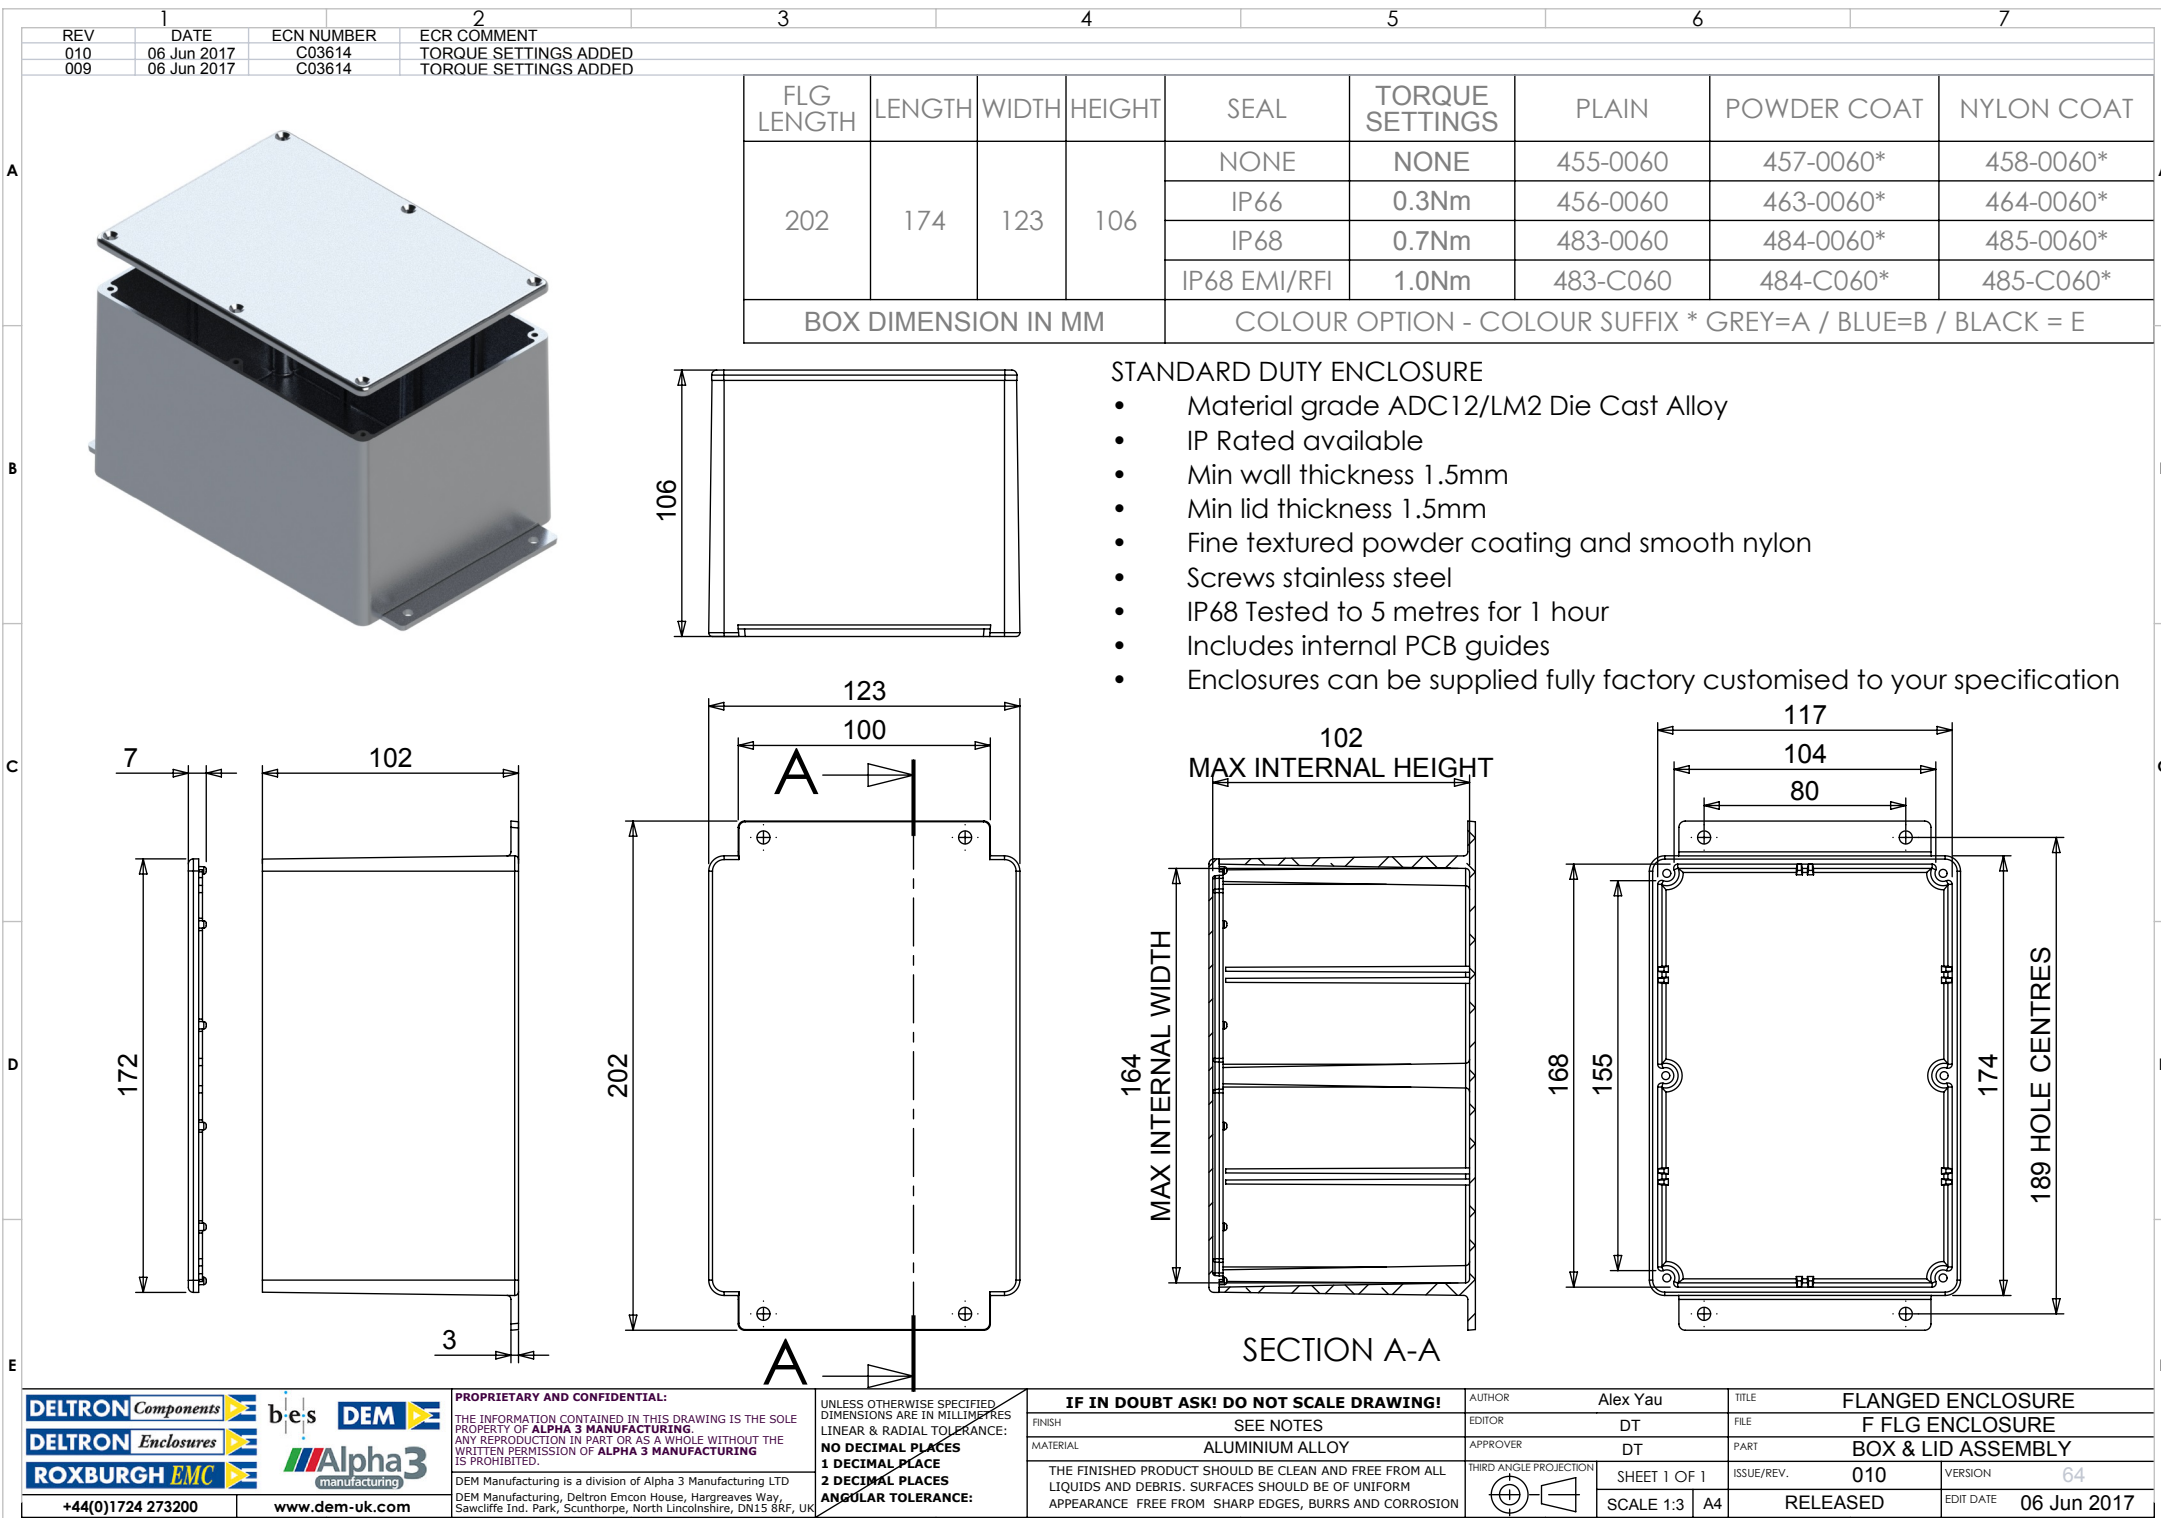 1 2 3 4 5 6 7
REV DATE ECN NUMBER ECR COMMENT
010 06 Jun 2017 C03614 TORQUE SETTINGS ADDED
009 06 Jun 2017 C03614 TORQUE SETTINGS ADDED
FLG LENGTH LENGTH WIDTH HEIGHT SEAL TORQUE SETTINGS PLAIN POWDER COAT NYLON COAT
202 174 123 106
NONE NONE 455-0060 457-0060* 458-0060*
IP66 0.3Nm 456-0060 463-0060* 464-0060*
IP68 0.7Nm 483-0060 484-0060* 485-0060*
IP68 EMI/RFI 1.0Nm 483-C060 484-C060* 485-C060*
BOX DIMENSION IN MM COLOUR OPTION - COLOUR SUFFIX * GREY=A / BLUE=B / BLACK = E
A
B
C
D
E
STANDARD DUTY ENCLOSURE
• Material grade ADC12/LM2 Die Cast Alloy
• IP Rated available
• Min wall thickness 1.5mm
• Min lid thickness 1.5mm
• Fine textured powder coating and smooth nylon
• Screws stainless steel
• IP68 Tested to 5 metres for 1 hour
• Includes internal PCB guides
• Enclosures can be supplied fully factory customised to your specification
106
7
102
172
3
123
100
A
202
A
102
MAX INTERNAL HEIGHT
164
MAX INTERNAL WIDTH
SECTION A-A
117
104
80
168
155
174
189 HOLE CENTRES
DELTRON Components
DELTRON Enclosures
ROXBURGH EMC
b·e·s DEM
Alpha3
manufacturing
+44(0)1724 273200 www.dem-uk.com
PROPRIETARY AND CONFIDENTIAL:
THE INFORMATION CONTAINED IN THIS DRAWING IS THE SOLE
PROPERTY OF ALPHA 3 MANUFACTURING.
ANY REPRODUCTION IN PART OR AS A WHOLE WITHOUT THE
WRITTEN PERMISSION OF ALPHA 3 MANUFACTURING
IS PROHIBITED.
DEM Manufacturing is a division of Alpha 3 Manufacturing LTD
DEM Manufacturing, Deltron Emcon House, Hargreaves Way,
Sawcliffe Ind. Park, Scunthorpe, North Lincolnshire, DN15 8RF, UK
UNLESS OTHERWISE SPECIFIED
DIMENSIONS ARE IN MILLIMETRES
LINEAR & RADIAL TOLERANCE:
NO DECIMAL PLACES
1 DECIMAL PLACE
2 DECIMAL PLACES
ANGULAR TOLERANCE:
IF IN DOUBT ASK! DO NOT SCALE DRAWING!
FINISH SEE NOTES
MATERIAL ALUMINIUM ALLOY
THE FINISHED PRODUCT SHOULD BE CLEAN AND FREE FROM ALL
LIQUIDS AND DEBRIS. SURFACES SHOULD BE OF UNIFORM
APPEARANCE FREE FROM SHARP EDGES, BURRS AND CORROSION
AUTHOR Alex Yau
EDITOR DT
APPROVER DT
THIRD ANGLE PROJECTION
SHEET 1 OF 1
SCALE 1:3 A4
TITLE FLANGED ENCLOSURE
FILE F FLG ENCLOSURE
PART BOX & LID ASSEMBLY
ISSUE/REV. 010 VERSION 64
RELEASED EDIT DATE 06 Jun 2017